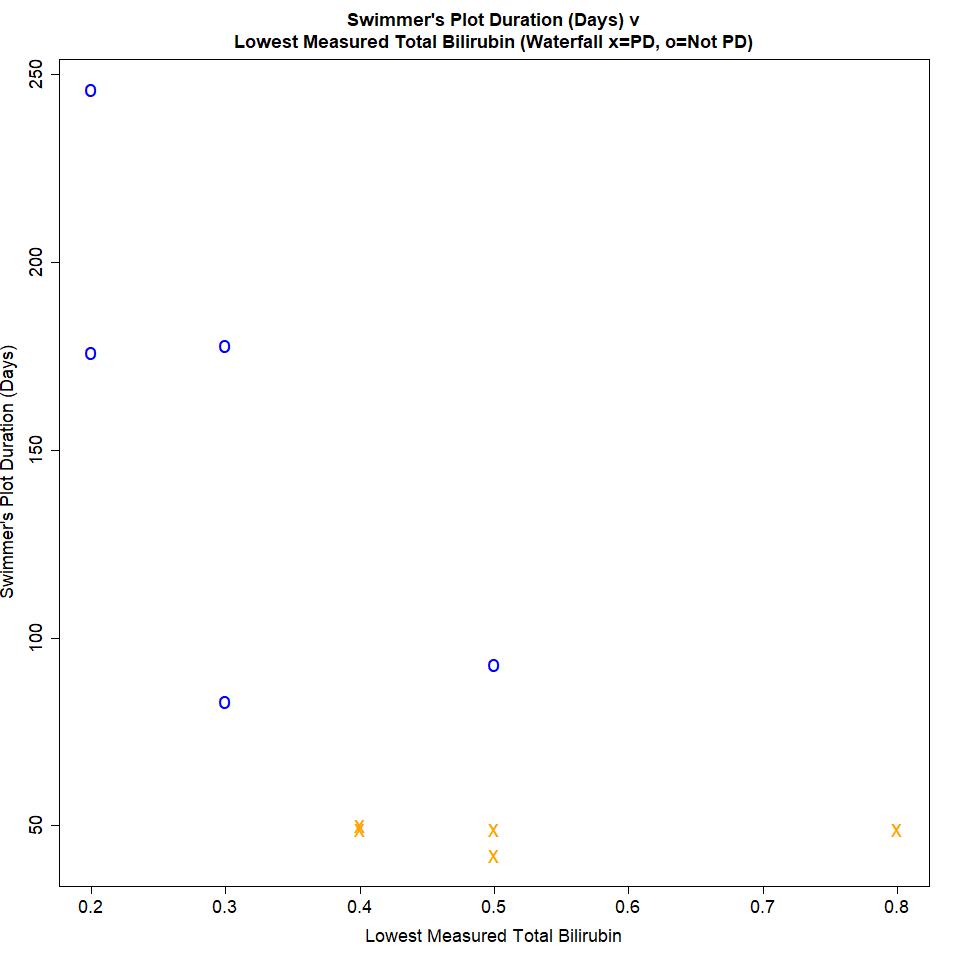 Swimmer's Plot Duration (Days) v
Lowest Measured Total Bilirubin (Waterfall x=PD, o=Not PD)
Swimmer's Plot Duration (Days)
250
200
150
100
50
o
o
o
o
o
x
x
x
x
x
0.2 0.3 0.4 0.5 0.6 0.7 0.8
Lowest Measured Total Bilirubin